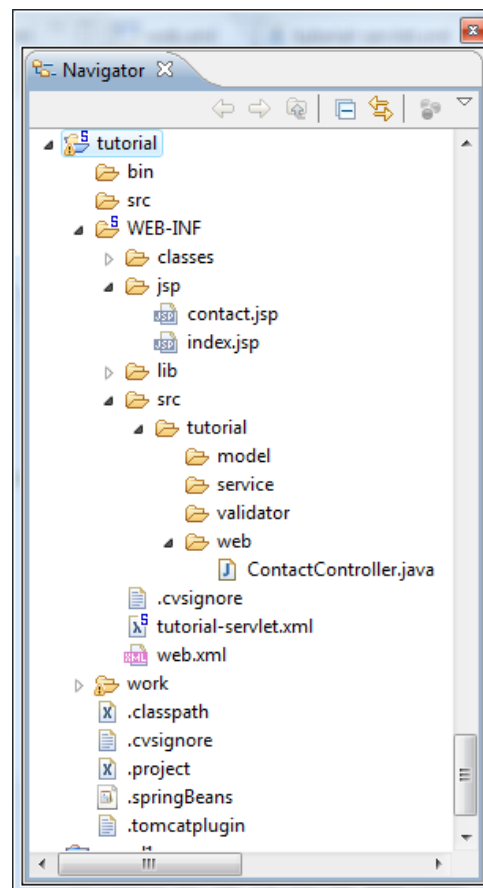 Navigator
tutorial
bin
src
WEB-INF
classes
jsp
contact.jsp
index.jsp
lib
src
tutorial
model
service
validator
web
ContactController.java
.cvsignore
tutorial-servlet.xml
web.xml
work
.classpath
.cvsignore
.project
.springBeans
.tomcatplugin